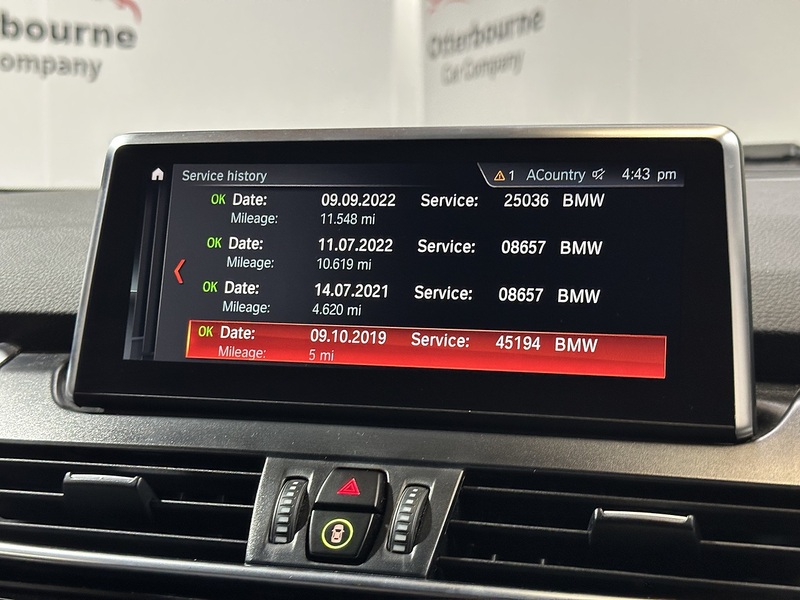 bourne
ompany
Otterbourne
Car Company
Service history
1 ACountry 4:43 pm
OK Date: 09.09.2022 Service: 25036 BMW
Mileage: 11.548 mi
OK Date: 11.07.2022 Service: 08657 BMW
Mileage: 10.619 mi
OK Date: 14.07.2021 Service: 08657 BMW
Mileage: 4.620 mi
OK Date: 09.10.2019 Service: 45194 BMW
Mileage: 5 mi